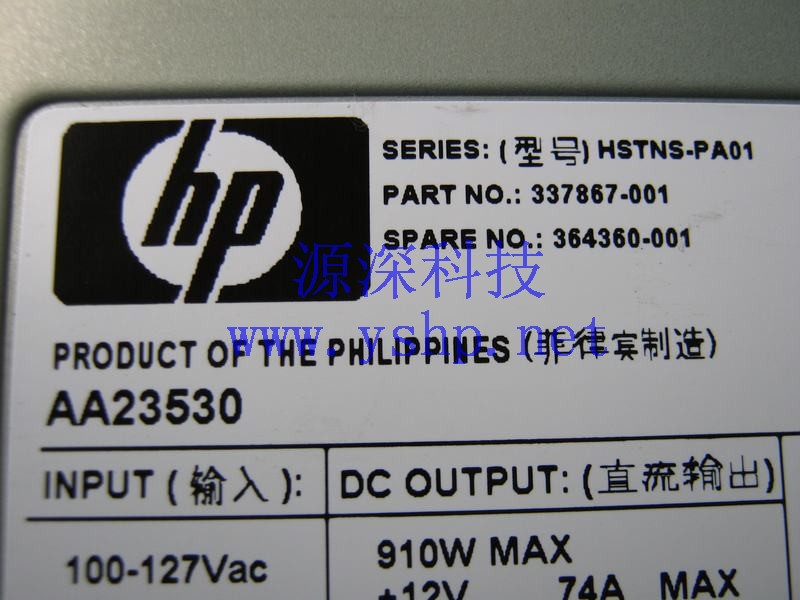 hp
SERIES: (型号) HSTNS-PA01
PART NO.: 337867-001
SPARE NO.: 364360-001
源深科技
www.yshp.net
PRODUCT OF THE PHILIPPINES (菲律宾制造)
AA23530
INPUT (输入): DC OUTPUT: (直流输出)
100-127Vac 910W MAX
+12V 74A MAX